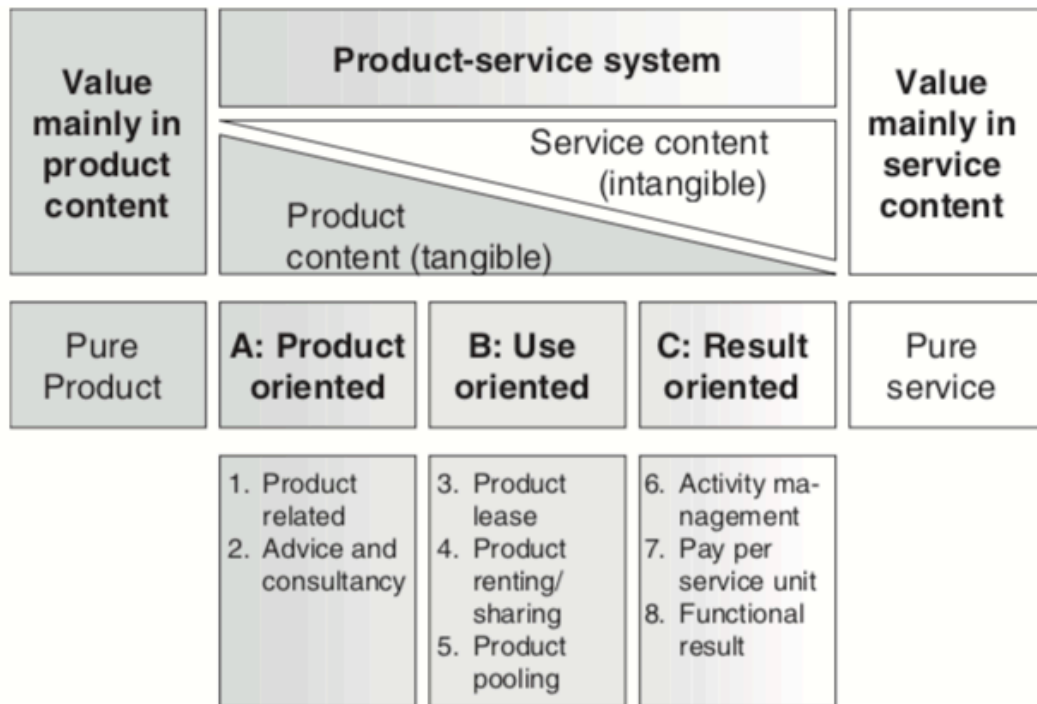 Value
mainly in
product
content
Product-service system
Service content
(intangible)
Product
content (tangible)
Value
mainly in
service
content
Pure
Product
A: Product
oriented
B: Use
oriented
C: Result
oriented
Pure
service
1. Product
related
2. Advice and
consultancy
3. Product
lease
4. Product
renting/
sharing
5. Product
pooling
6. Activity ma-
nagement
7. Pay per
service unit
8. Functional
result